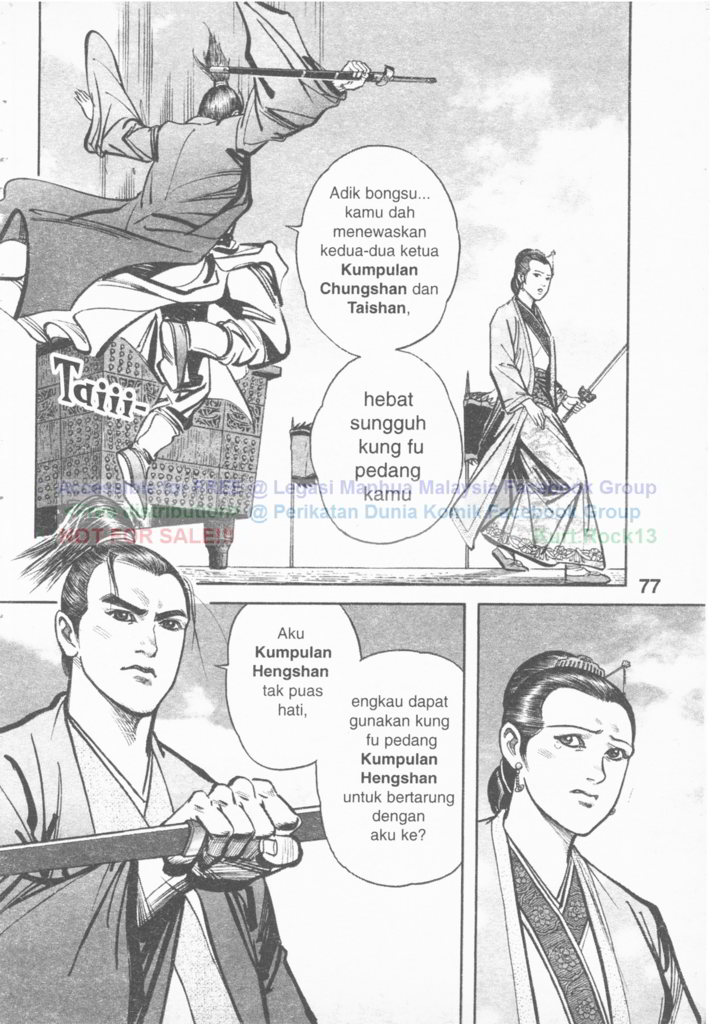 Adik bongsu...
kamu dah
menewaskan
kedua-dua ketua
Kumpulan
Chungshan dan
Taishan,
hebat
sungguh
kung fu
pedang
kamu
Taiii-
Accessible for FREE @ Legasi Manhua Malaysia Facebook Group
@ Perikatan Dunia Komik Facebook Group
NOT FOR SALE!!! Kurt.Rock13
77
Aku
Kumpulan
Hengshan
tak puas
hati,
engkau dapat
gunakan kung
fu pedang
Kumpulan
Hengshan
untuk bertarung
dengan
aku ke?